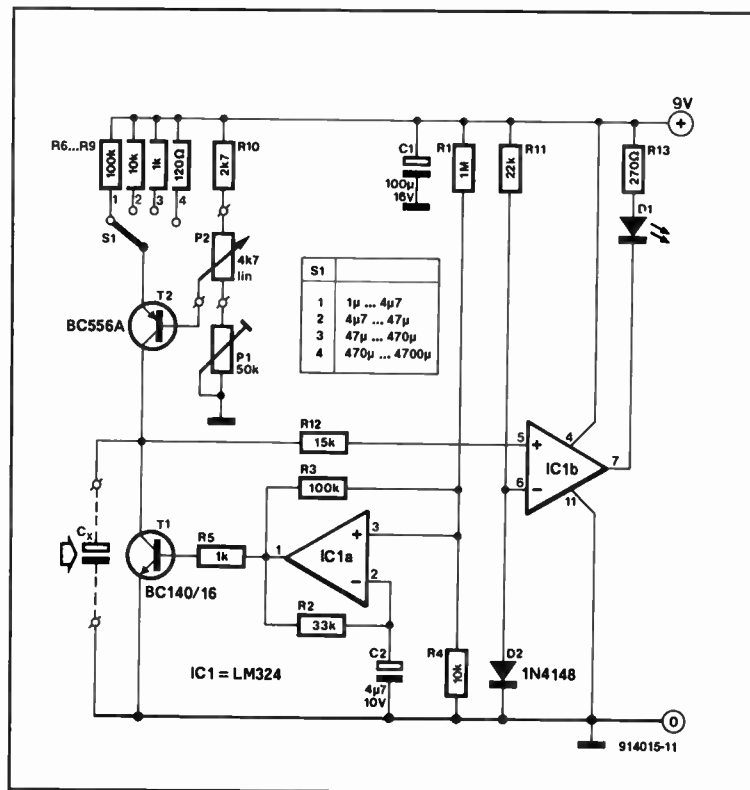 9V
+
R6...R9
100k
10k
1k
120Ω
1
2
3
4
S1
R10
2k7
C1
100µ
16V
R1
1M
R11
22k
R13
270Ω
D1
P2
4k7
lin
T2
BC556A
P1
50k
S1
1 1µ ... 4µ7
2 4µ7 ... 47µ
3 47µ ... 470µ
4 470µ ... 4700µ
R12
15k
5
+
4
IC1b
7
6
−
11
R3
100k
CX
T1
BC140/16
R5
1k
1
IC1a
+
3
−
2
R2
33k
C2
4µ7
10V
R4
10k
D2
1N4148
IC1 = LM324
0
914015-11